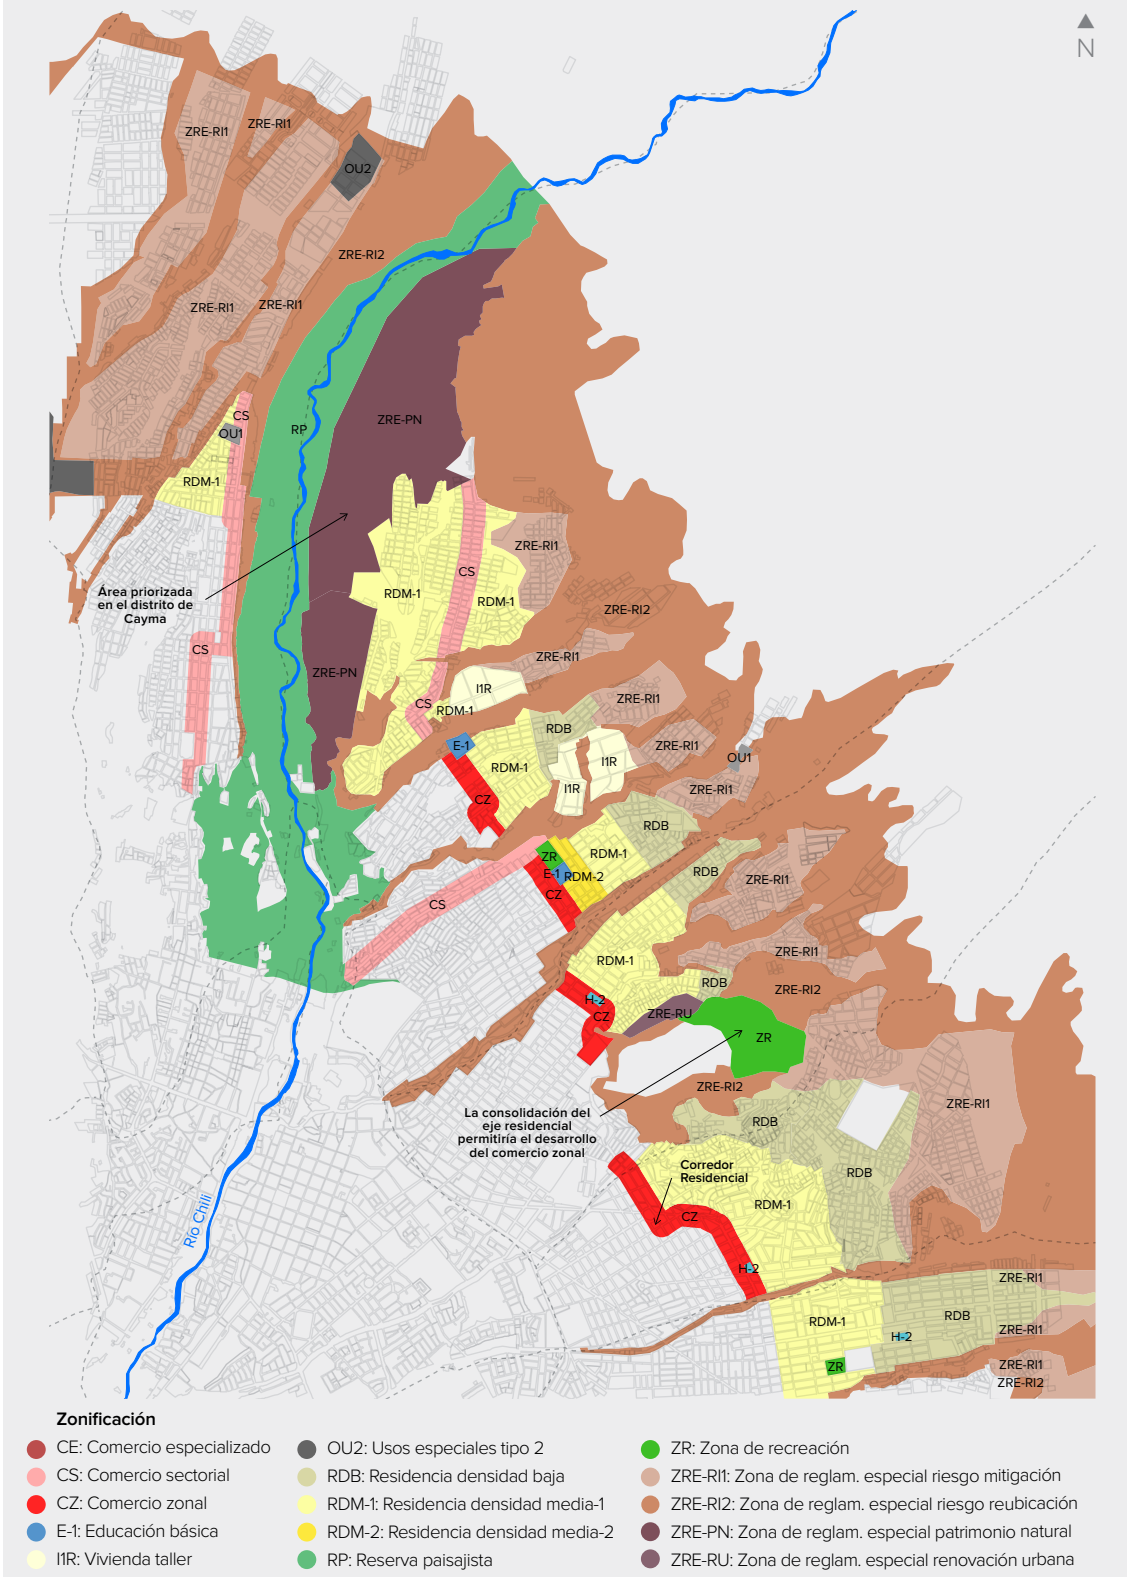 N
ZRE-RI1
ZRE-RI1
OU2
ZRE-RI2
ZRE-RI1
ZRE-RI1
CS
OU1
RP
ZRE-PN
RDM-1
ZRE-RI1
CS
Área priorizada
en el distrito de
Cayma
RDM-1
RDM-1
ZRE-RI2
CS
ZRE-RI1
ZRE-PN
I1R
ZRE-RI1
CS
RDM-1
RDB
E-1
ZRE-RI1
OU1
I1R
RDM-1
I1R
ZRE-RI1
CZ
RDB
ZR
RDM-1
E-1
RDM-2
RDB
ZRE-RI1
CZ
CS
ZRE-RI1
RDM-1
RDB
ZRE-RI2
H-2
ZRE-RU
CZ
ZR
ZRE-RI2
La consolidación del
eje residencial
permitiría el desarrollo
del comercio zonal
RDB
ZRE-RI1
Corredor
Residencial
RDB
RDM-1
CZ
Río Chili
H-2
ZRE-RI1
RDB
RDM-1
ZRE-RI1
H-2
ZR
ZRE-RI1
ZRE-RI2
Zonificación
CE: Comercio especializado
CS: Comercio sectorial
CZ: Comercio zonal
E-1: Educación básica
I1R: Vivienda taller
OU2: Usos especiales tipo 2
RDB: Residencia densidad baja
RDM-1: Residencia densidad media-1
RDM-2: Residencia densidad media-2
RP: Reserva paisajista
ZR: Zona de recreación
ZRE-RI1: Zona de reglam. especial riesgo mitigación
ZRE-RI2: Zona de reglam. especial riesgo reubicación
ZRE-PN: Zona de reglam. especial patrimonio natural
ZRE-RU: Zona de reglam. especial renovación urbana